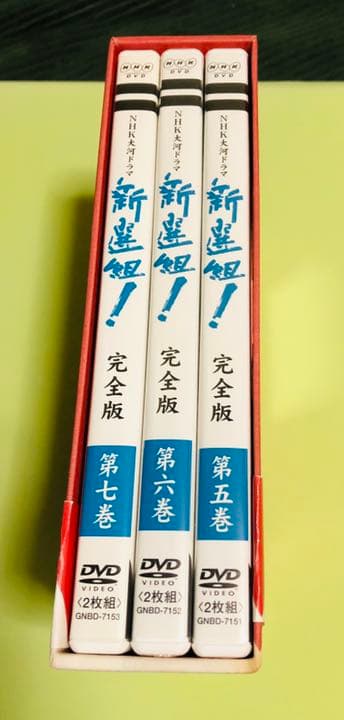 NHK
DVD
NHK大河ドラマ
新選組!
完全版
第七巻
DVD
VIDEO
〈2枚組〉
GNBD-7153
NHK
DVD
NHK大河ドラマ
新選組!
完全版
第六巻
DVD
VIDEO
〈2枚組〉
GNBD-7152
NHK
DVD
NHK大河ドラマ
新選組!
完全版
第五巻
DVD
VIDEO
〈2枚組〉
GNBD-7151